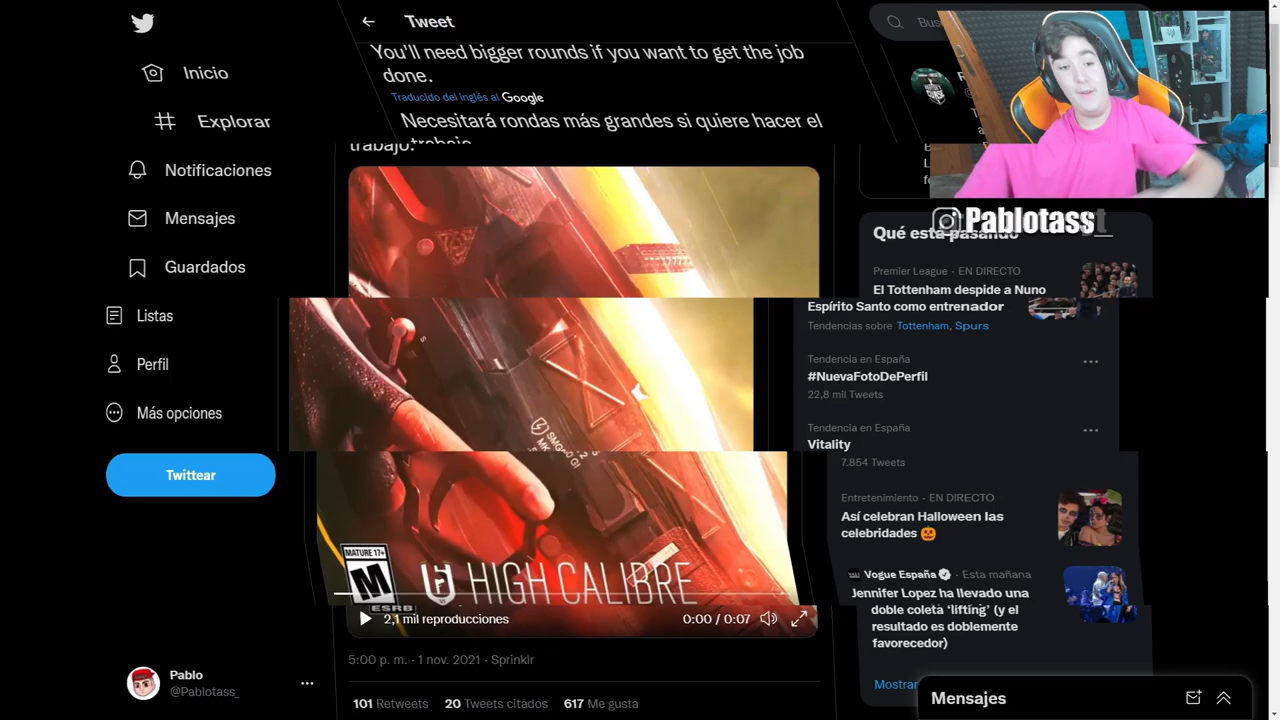 Inicio
Explorar
Notificaciones
Mensajes
Guardados
Listas
Perfil
Más opciones
Twittear
Pablo
@Pablotass_
Tweet
You'll need bigger rounds if you want to get the job
done.
Traducido del inglés al Google
Necesitará rondas más grandes si quiere hacer el
trabajo.
MATURE 17+
M
ESRB
HIGH CALIBRE
2,1 mil reproducciones
0:00 / 0:07
5:00 p. m. · 1 nov. 2021 · Sprinklr
101 Retweets 20 Tweets citados 617 Me gusta
Pablotass
Qué está pasando
Premier League · EN DIRECTO
El Tottenham despide a Nuno
Espírito Santo como entrenador
Tendencias sobre Tottenham, Spurs
Tendencia en España
#NuevaFotoDePerfil
22,8 mil Tweets
Tendencia en España
Vitality
7.854 Tweets
Entretenimiento · EN DIRECTO
Así celebran Halloween las
celebridades 🎃
Vogue España · Esta mañana
Jennifer Lopez ha llevado una
doble coleta 'lifting' (y el
resultado es doblemente
favorecedor)
Mostrar
Mensajes